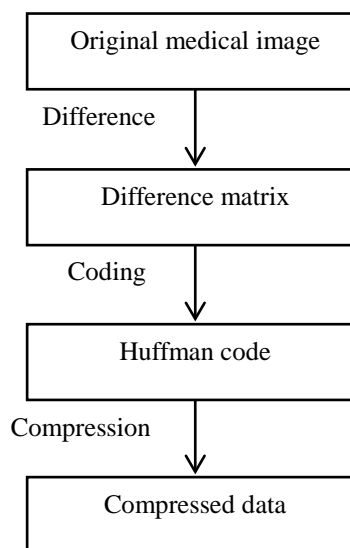 Original medical image
Difference
Difference matrix
Coding
Huffman code
Compression
Compressed data